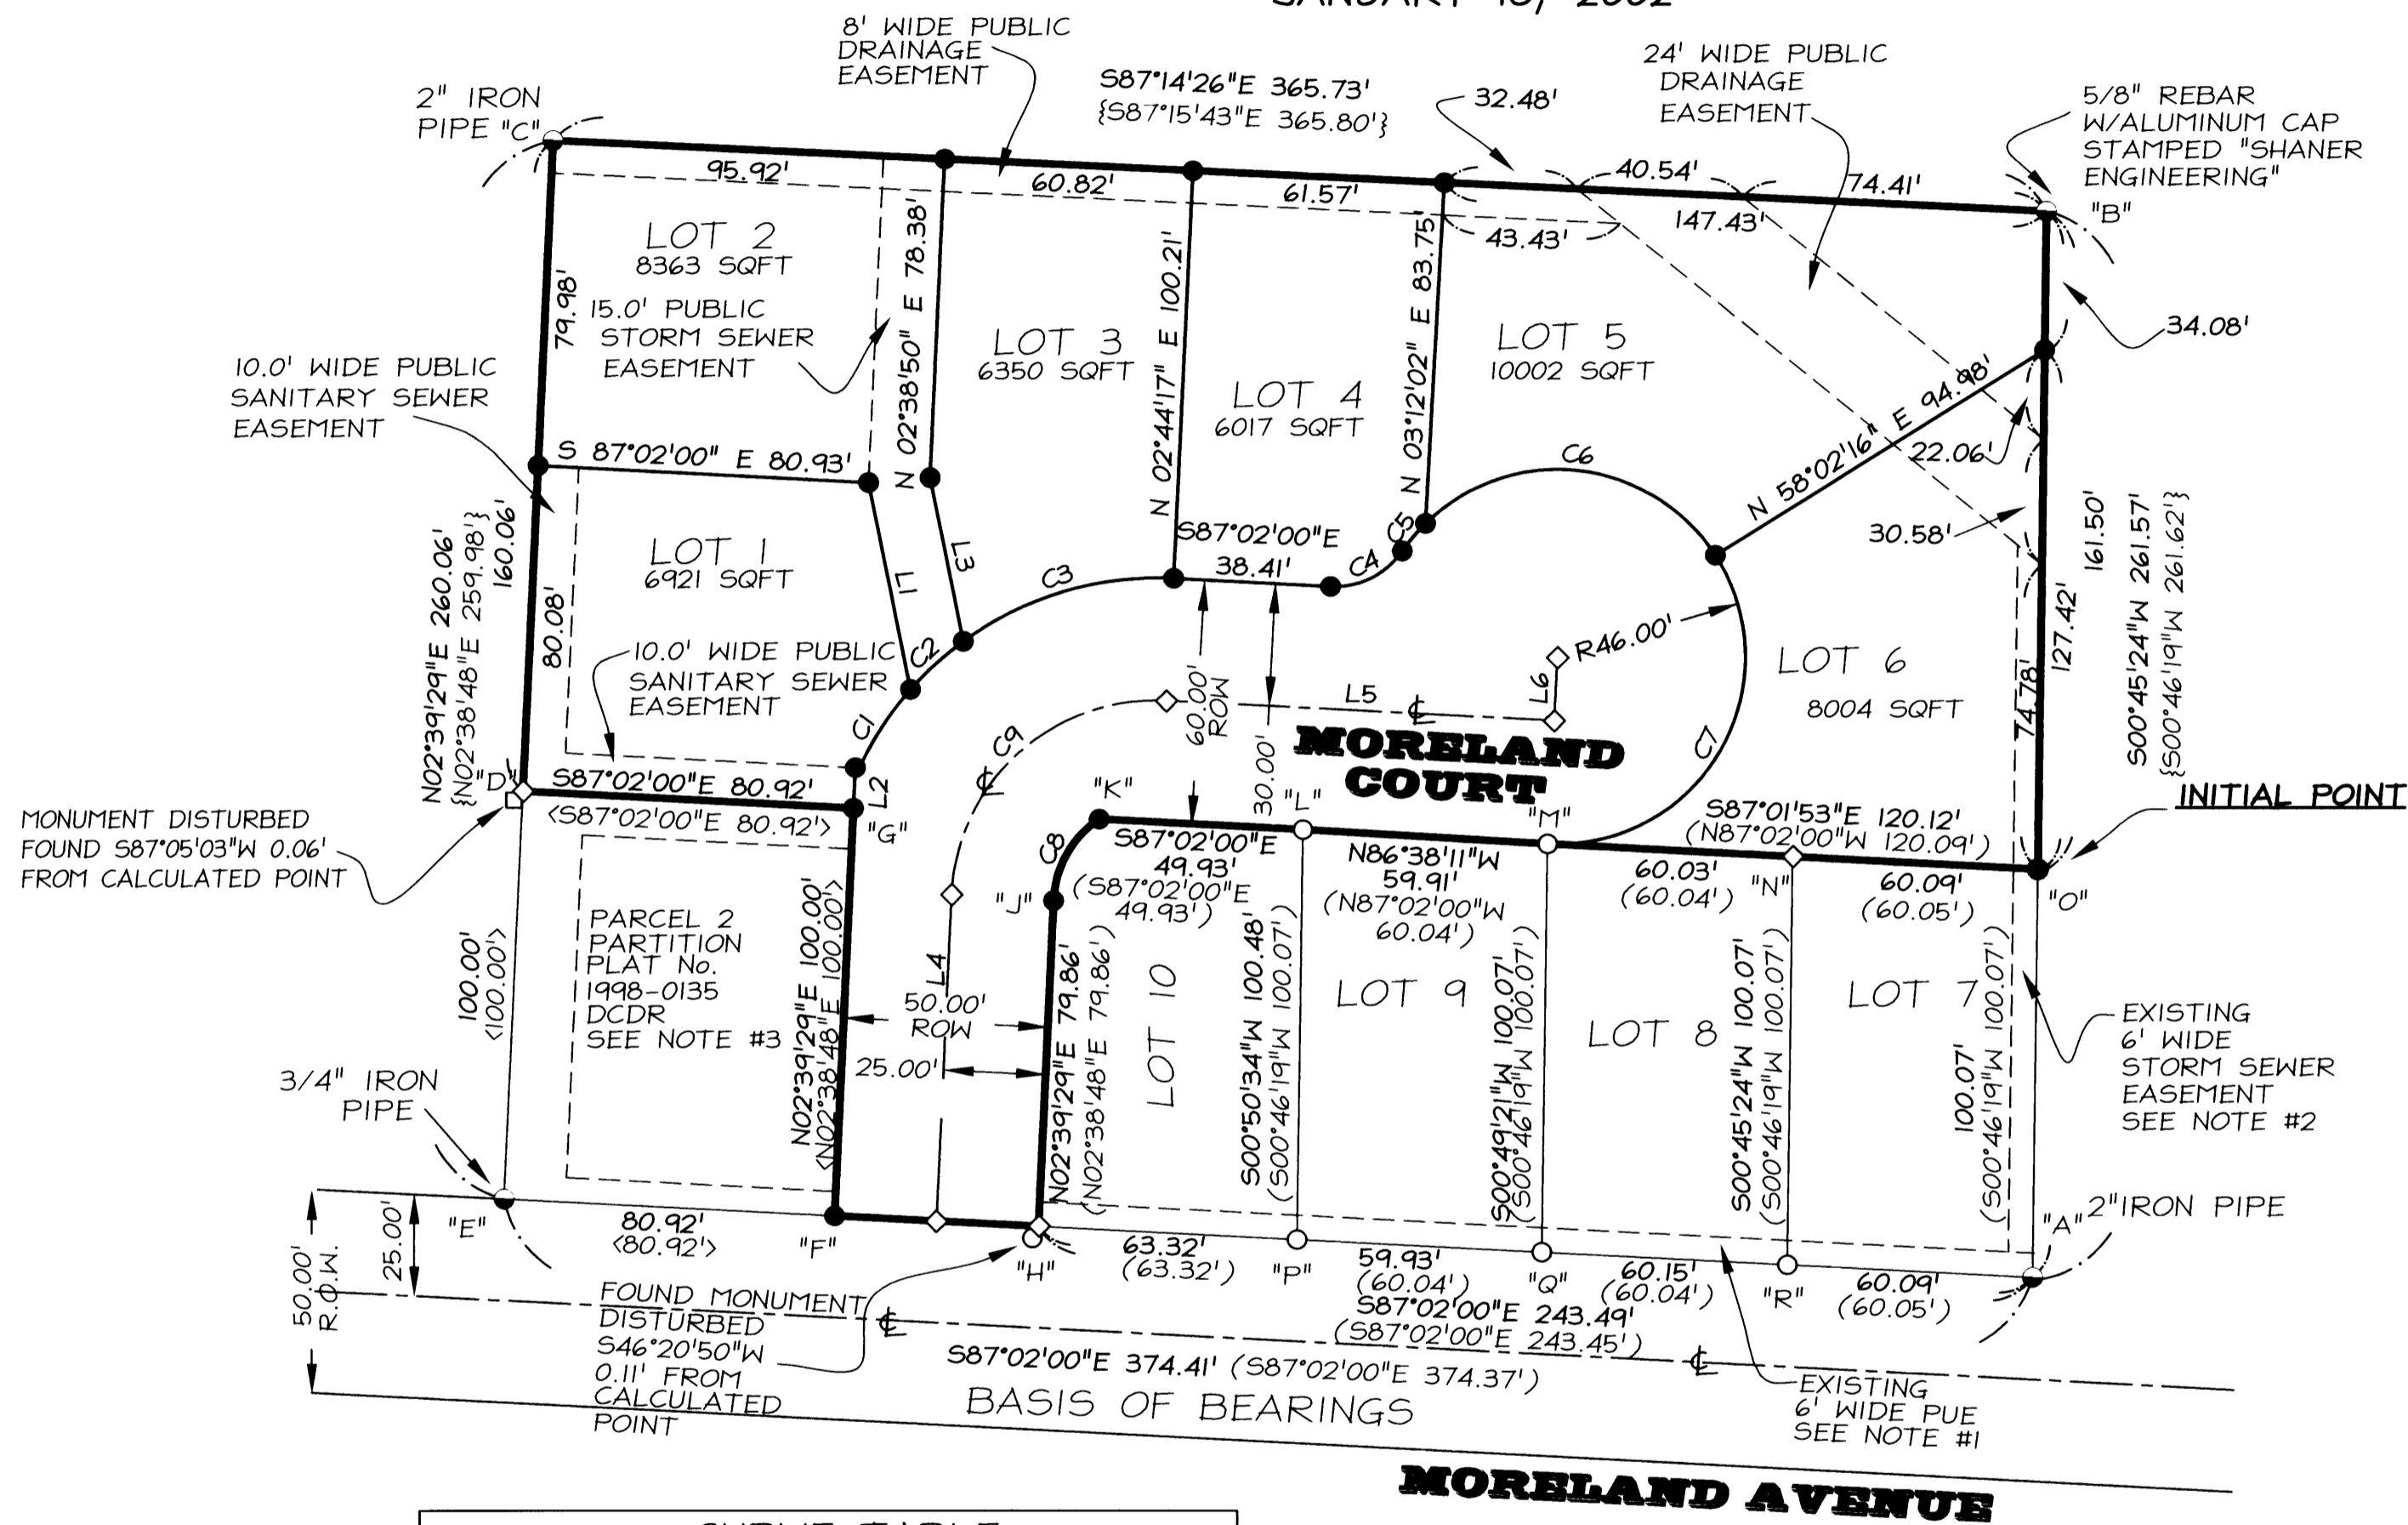 8' WIDE PUBLIC
DRAINAGE
EASEMENT
S87°14'26"E 365.73'
{S87°15'43"E 365.80'}
32.48'
24' WIDE PUBLIC
DRAINAGE
EASEMENT
5/8" REBAR
W/ALUMINUM CAP
STAMPED "SHANER
ENGINEERING"
"B"
2" IRON
PIPE "C"
95.92'
60.82'
61.57'
40.54'
74.41'
147.43'
43.43'
34.08'
LOT 2
8363 SQFT
79.98'
15.0' PUBLIC
STORM SEWER
EASEMENT
N 02°38'50" E 78.38'
LOT 3
6350 SQFT
N 02°44'17" E 100.21'
LOT 4
6017 SQFT
N 03°12'02" E 83.75'
LOT 5
10002 SQFT
N 58°02'16" E 94.98'
22.06'
30.58'
10.0' WIDE PUBLIC
SANITARY SEWER
EASEMENT
S 87°02'00" E 80.93'
LOT 1
6921 SQFT
80.08'
N02°39'29"E 260.06'
{N02°38'48"E 259.98'}
160.06'
L1
L3
C1
C2
C3
S87°02'00"E
38.41'
C4
C5
C6
C7
R46.00'
L6
L5
LOT 6
8004 SQFT
74.78'
127.42'
161.50'
S00°45'24"W 261.57'
{S00°46'19"W 261.62'}
10.0' WIDE PUBLIC
SANITARY SEWER
EASEMENT
60.00'
ROW
30.00'
MORELAND
COURT
C9
"D"
S87°02'00"E 80.92'
<S87°02'00"E 80.92'>
L2
"G"
"K"
"L"
"M"
S87°01'53"E 120.12'
(N87°02'00"W 120.09')
INITIAL POINT
MONUMENT DISTURBED
FOUND S87°05'03"W 0.06'
FROM CALCULATED POINT
C8
"J"
S87°02'00"E
49.93'
(S87°02'00"E
49.93')
N86°38'11"W
59.91'
(N87°02'00"W
60.04')
60.03'
(60.04')
"N"
60.09'
(60.05')
"O"
PARCEL 2
PARTITION
PLAT No.
1998-0135
DCDR
SEE NOTE #3
100.00'
<100.00'>
N02°39'29"E 100.00'
<N02°38'48"E 100.00'>
L4
50.00'
ROW
25.00'
N02°39'29"E 79.86'
(N02°38'48"E 79.86')
LOT 10
S00°50'34"W 100.48'
(S00°46'19"W 100.07')
LOT 9
S00°49'21"W 100.07'
(S00°46'19"W 100.07')
LOT 8
S00°45'24"W 100.07'
(S00°46'19"W 100.07')
LOT 7
100.07'
(S00°46'19"W 100.07')
EXISTING
6' WIDE
STORM SEWER
EASEMENT
SEE NOTE #2
3/4" IRON
PIPE
"E"
80.92'
<80.92'>
"F"
"H"
63.32'
(63.32')
"P"
59.93'
(60.04')
"Q"
60.15'
(60.04')
"R"
60.09'
(60.05')
"A" 2"IRON PIPE
50.00'
R.O.W.
25.00'
FOUND MONUMENT
DISTURBED
S46°20'50"W
0.11' FROM
CALCULATED
POINT
S87°02'00"E 243.49'
(S87°02'00"E 243.45')
S87°02'00"E 374.41' (S87°02'00"E 374.37')
BASIS OF BEARINGS
EXISTING
6' WIDE PUE
SEE NOTE #1
MORELAND AVENUE